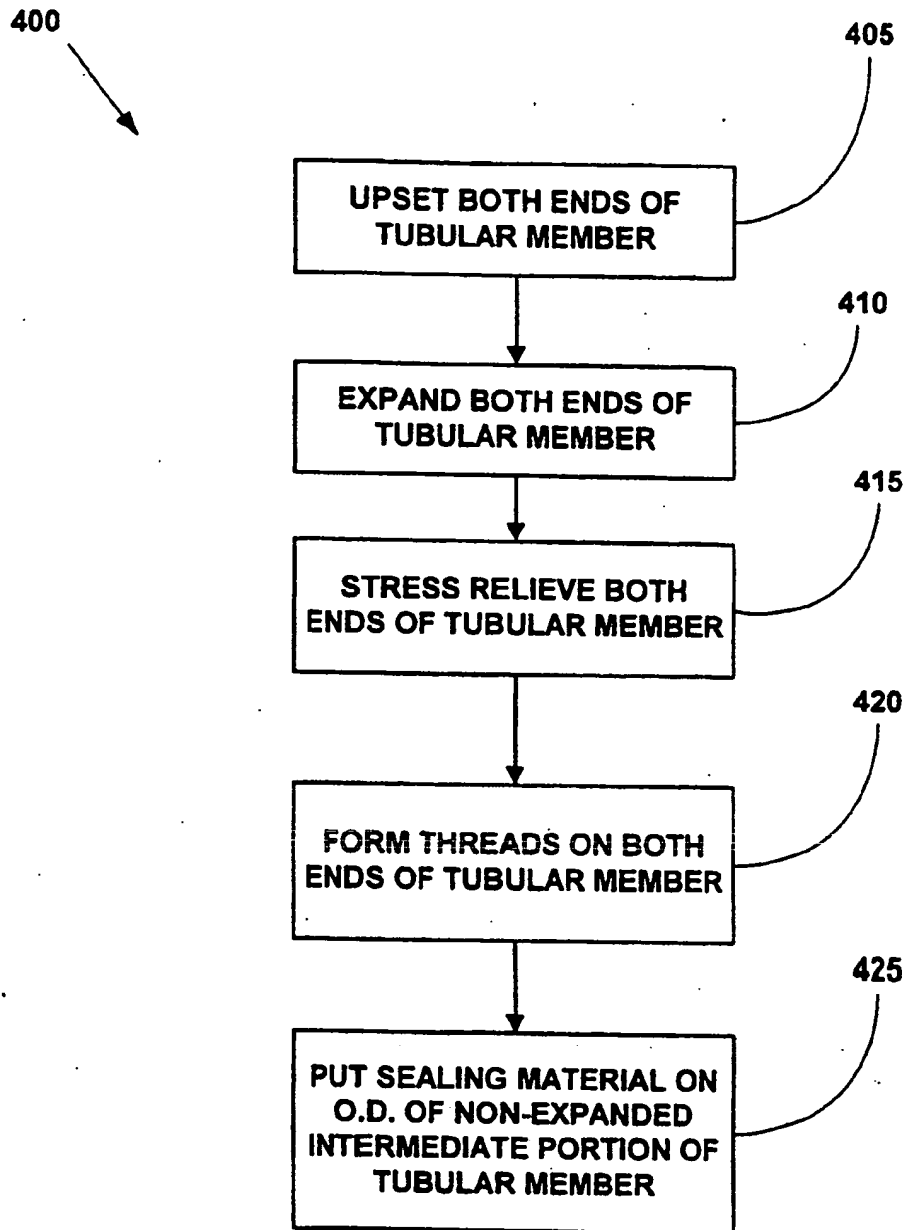 400
405
UPSET BOTH ENDS OF
TUBULAR MEMBER
410
EXPAND BOTH ENDS OF
TUBULAR MEMBER
415
STRESS RELIEVE BOTH
ENDS OF TUBULAR MEMBER
420
FORM THREADS ON BOTH
ENDS OF TUBULAR MEMBER
425
PUT SEALING MATERIAL ON
O.D. OF NON-EXPANDED
INTERMEDIATE PORTION OF
TUBULAR MEMBER